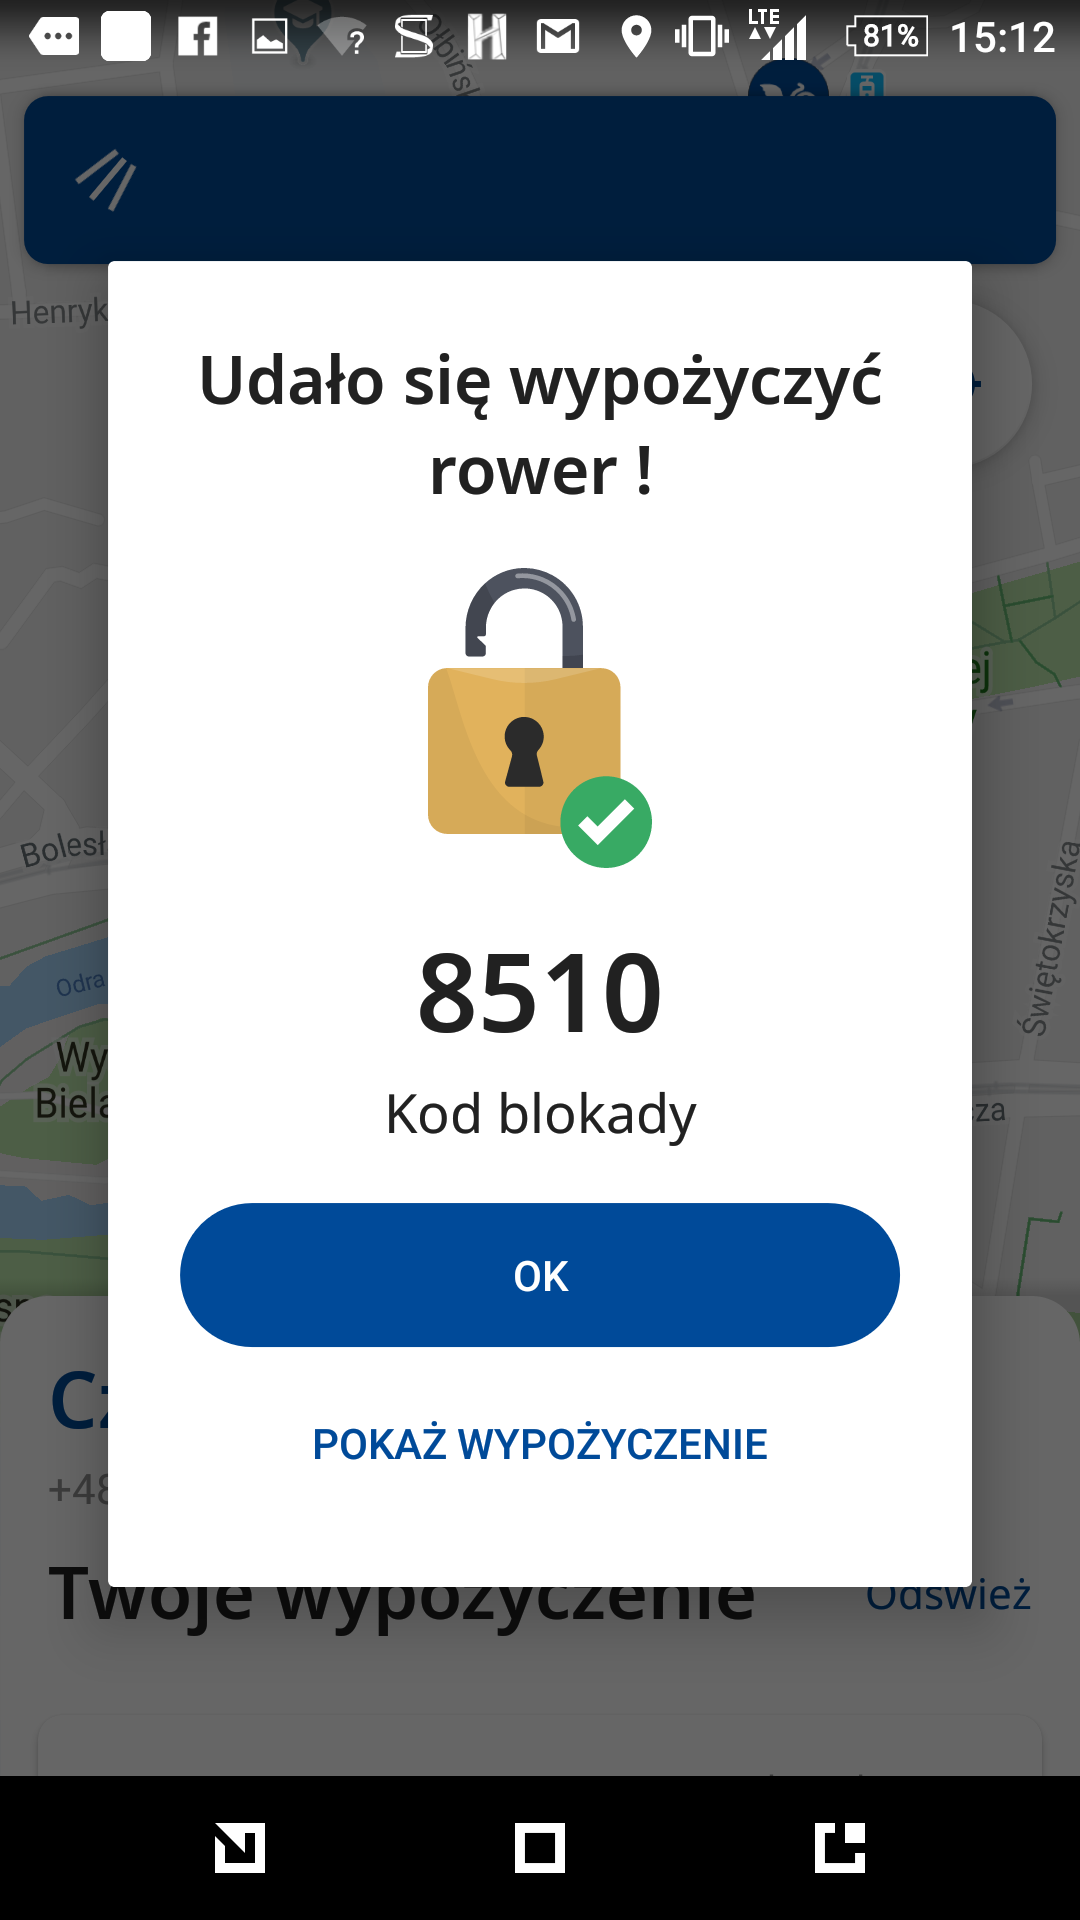 LTE
81%
15:12
Henryk
Udało się wypożyczyć
rower !
ej
Bolesł
Świętokrzyska
Odra
8510
Wy
Biela
Kod blokady
cza
OK
Cz
POKAŻ WYPOŻYCZENIE
+48
Twoje wypożyczenie
Odśwież